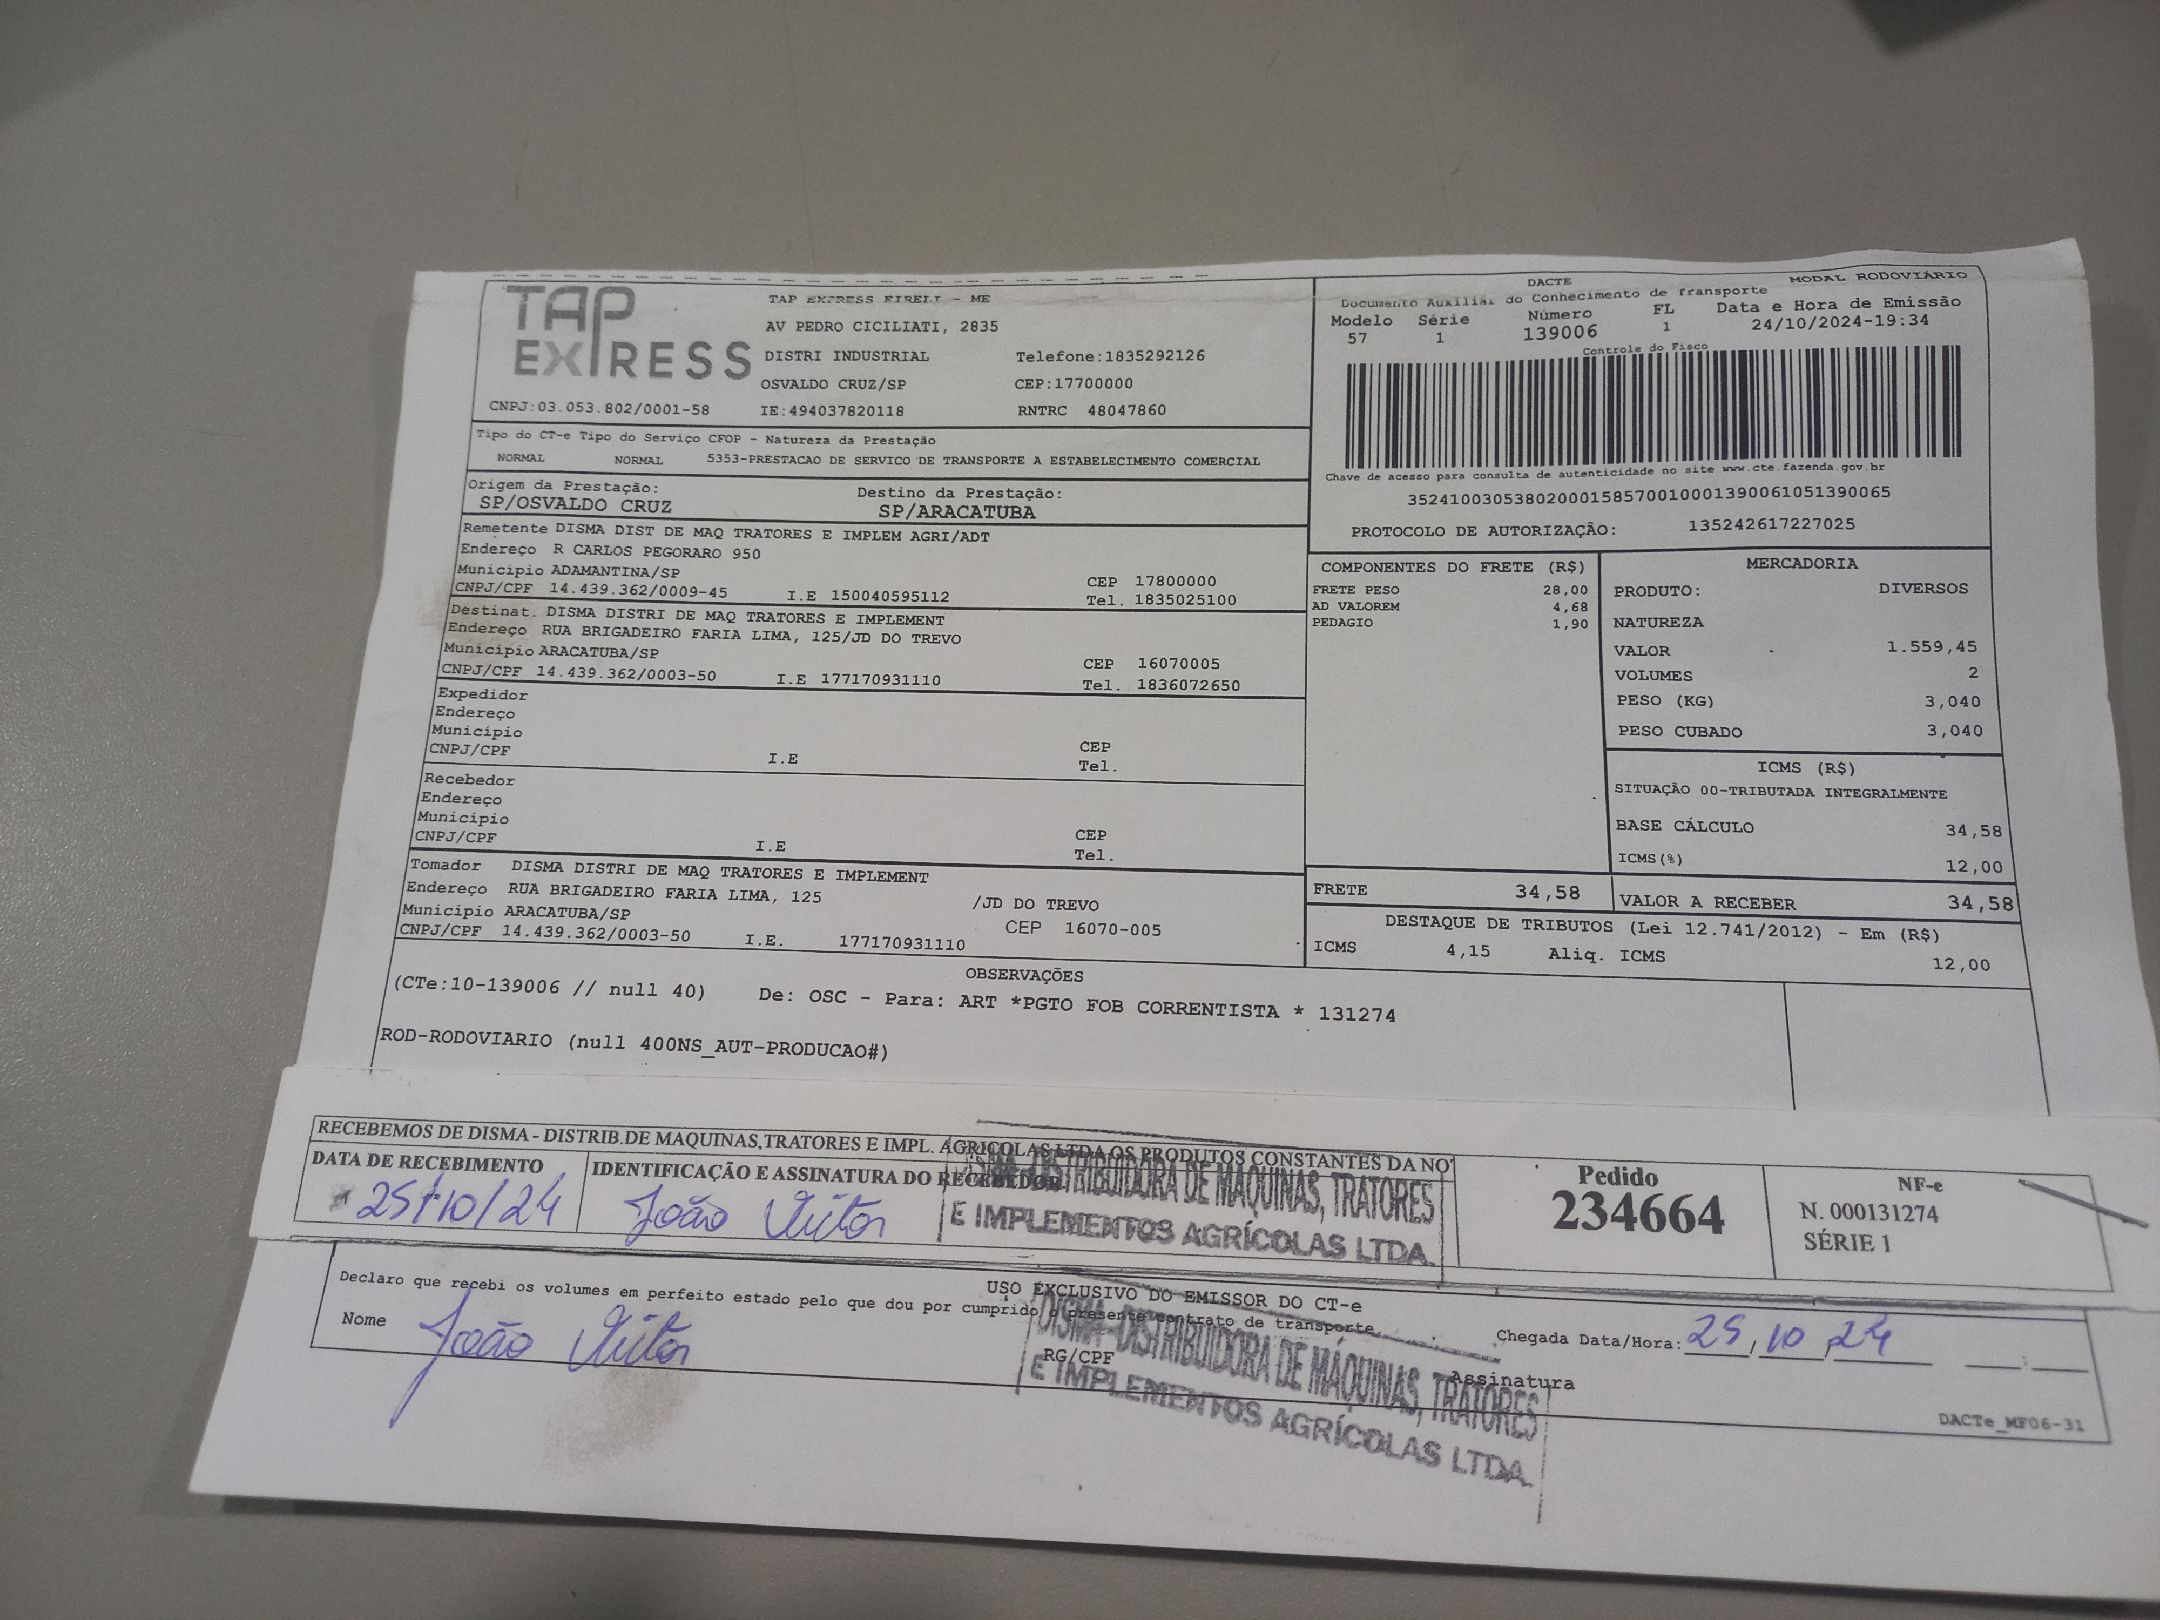 TAP EXPRESS
TAP EXPRESS EIRELI - ME
AV PEDRO CICILIATI, 2835
DISTRI INDUSTRIAL Telefone:1835292126
OSVALDO CRUZ/SP CEP:17700000
CNPJ:03.053.802/0001-58 IE:494037820118 RNTRC 48047860
DACTE MODAL RODOVIÁRIO
Documento Auxiliar do Conhecimento de Transporte
Modelo Série Número FL Data e Hora de Emissão
57 1 139006 1 24/10/2024-19:34
Controle do Fisco
Chave de acesso para consulta de autenticidade no site www.cte.fazenda.gov.br
35241003053802000158570010001390061051390065
PROTOCOLO DE AUTORIZAÇÃO: 135242617227025
Tipo do CT-e Tipo do Serviço CFOP - Natureza da Prestação
NORMAL NORMAL 5353-PRESTACAO DE SERVICO DE TRANSPORTE A ESTABELECIMENTO COMERCIAL
Origem da Prestação: Destino da Prestação:
SP/OSVALDO CRUZ SP/ARACATUBA
Remetente DISMA DIST DE MAQ TRATORES E IMPLEM AGRI/ADT
Endereço R CARLOS PEGORARO 950
Município ADAMANTINA/SP CEP 17800000
CNPJ/CPF 14.439.362/0009-45 I.E 150040595112 Tel. 1835025100
Destinat. DISMA DISTRI DE MAQ TRATORES E IMPLEMENT
Endereço RUA BRIGADEIRO FARIA LIMA, 125/JD DO TREVO
Município ARACATUBA/SP CEP 16070005
CNPJ/CPF 14.439.362/0003-50 I.E 177170931110 Tel. 1836072650
Expedidor
Endereço
Município CEP
CNPJ/CPF I.E Tel.
Recebedor
Endereço
Município CEP
CNPJ/CPF I.E Tel.
Tomador DISMA DISTRI DE MAQ TRATORES E IMPLEMENT
Endereço RUA BRIGADEIRO FARIA LIMA, 125 /JD DO TREVO
Município ARACATUBA/SP CEP 16070-005
CNPJ/CPF 14.439.362/0003-50 I.E. 177170931110
COMPONENTES DO FRETE (R$)
FRETE PESO 28,00
AD VALOREM 4,68
PEDAGIO 1,90
MERCADORIA
PRODUTO: DIVERSOS
NATUREZA
VALOR 1.559,45
VOLUMES 2
PESO (KG) 3,040
PESO CUBADO 3,040
ICMS (R$)
SITUAÇÃO 00-TRIBUTADA INTEGRALMENTE
BASE CÁLCULO 34,58
ICMS(%) 12,00
FRETE 34,58 VALOR A RECEBER 34,58
DESTAQUE DE TRIBUTOS (Lei 12.741/2012) - Em (R$)
ICMS 4,15 Aliq. ICMS 12,00
OBSERVAÇÕES
(CTe:10-139006 // null 40) De: OSC - Para: ART *PGTO FOB CORRENTISTA * 131274
ROD-RODOVIARIO (null 400NS_AUT-PRODUCAO#)
RECEBEMOS DE DISMA - DISTRIB.DE MAQUINAS,TRATORES E IMPL. AGRICOLAS LTDA OS PRODUTOS CONSTANTES DA NO
DATA DE RECEBIMENTO IDENTIFICAÇÃO E ASSINATURA DO RECEBEDOR
25/10/24 João Victor
DISTRIBUIDORA DE MÁQUINAS, TRATORES
E IMPLEMENTOS AGRÍCOLAS LTDA.
Pedido
234664
NF-e
N. 000131274
SÉRIE 1
USO EXCLUSIVO DO EMISSOR DO CT-e
Declaro que recebi os volumes em perfeito estado pelo que dou por cumprido o presente contrato de transporte.
Nome João Victor RG/CPF Assinatura
Chegada Data/Hora: 25, 10, 24 :
DISMA - DISTRIBUIDORA DE MÁQUINAS, TRATORES
E IMPLEMENTOS AGRÍCOLAS LTDA.
DACTe_MF06-31